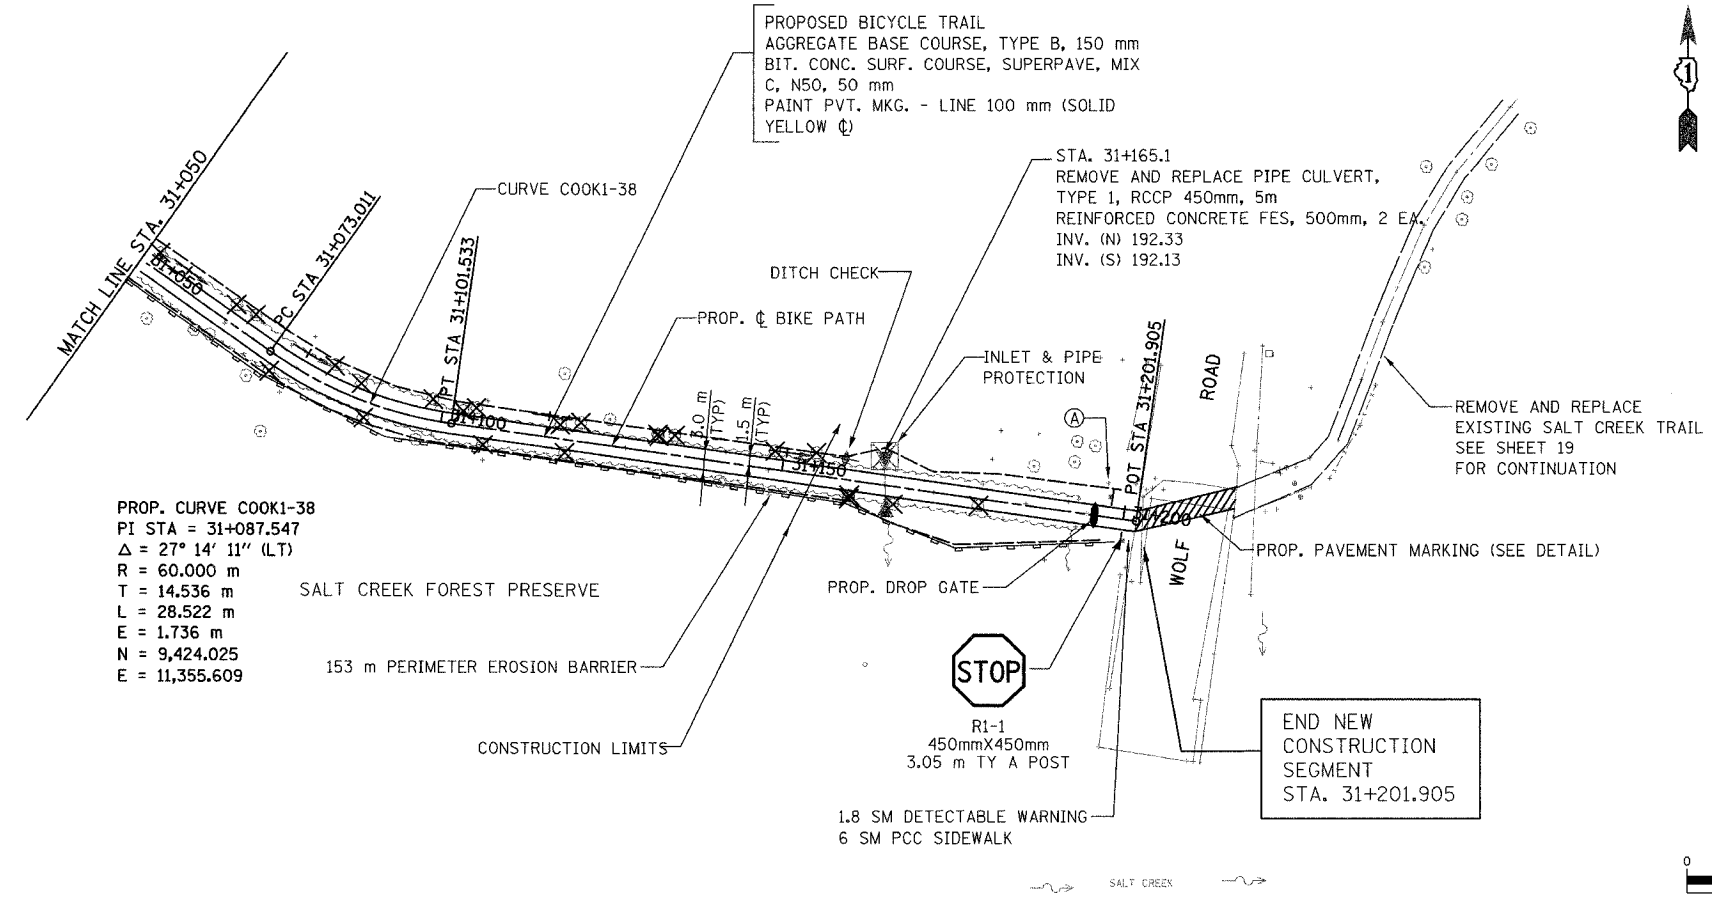 PROPOSED BICYCLE TRAIL
AGGREGATE BASE COURSE, TYPE B, 150 mm
BIT. CONC. SURF. COURSE, SUPERPAVE, MIX
C, N50, 50 mm
PAINT PVT. MKG. - LINE 100 mm (SOLID
YELLOW ℄)
1
STA. 31+165.1
REMOVE AND REPLACE PIPE CULVERT,
TYPE 1, RCCP 450mm, 5m
REINFORCED CONCRETE FES, 500mm, 2 EA.
INV. (N) 192.33
INV. (S) 192.13
CURVE COOK1-38
MATCH LINE STA. 31+050
31+050
PC STA 31+073.011
PT STA 31+101.533
31+100
DITCH CHECK
PROP. ℄ BIKE PATH
INLET & PIPE
PROTECTION
3.0 m
(TYP)
1.5 m
(TYP)
31+150
A
POT STA 31+201.905
31+200
WOLF ROAD
REMOVE AND REPLACE
EXISTING SALT CREEK TRAIL
SEE SHEET 19
FOR CONTINUATION
PROP. PAVEMENT MARKING (SEE DETAIL)
PROP. CURVE COOK1-38
PI STA = 31+087.547
Δ = 27° 14' 11" (LT)
R = 60.000 m
T = 14.536 m
L = 28.522 m
E = 1.736 m
N = 9,424.025
E = 11,355.609
SALT CREEK FOREST PRESERVE
PROP. DROP GATE
153 m PERIMETER EROSION BARRIER
STOP
R1-1
450mmX450mm
3.05 m TY A POST
CONSTRUCTION LIMITS
END NEW
CONSTRUCTION
SEGMENT
STA. 31+201.905
1.8 SM DETECTABLE WARNING
6 SM PCC SIDEWALK
SALT CREEK
0